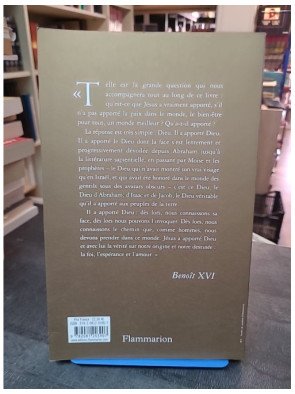 « Telle est la grande question qui nous
accompagnera tout au long de ce livre :
qu'est-ce que Jésus a vraiment apporté, s'il
n'a pas apporté la paix dans le monde, le bien-être
pour tous, un monde meilleur ? Qu'a-t-il apporté ?
La réponse est très simple : Dieu. Il a apporté Dieu.
Il a apporté le Dieu dont la face s'est lentement et
progressivement dévoilée depuis Abraham, jusqu'à
la littérature sapientielle, en passant par Moïse et les
prophètes – le Dieu qui n'avait montré son vrai visage
qu'en Israël, et qui avait été honoré dans le monde des
gentils sous des avatars obscurs – c'est ce Dieu, le
Dieu d'Abraham, d'Isaac et de Jacob, le Dieu véritable
qu'il a apporté aux peuples de la terre.
Il a apporté Dieu : dès lors, nous connaissons sa
face, dès lors nous pouvons l'invoquer. Dès lors, nous
connaissons le chemin que, comme hommes, nous
devons prendre dans ce monde. Jésus a apporté Dieu
et avec lui la vérité sur notre origine et notre destinée :
la foi, l'espérance et l'amour »
Benoît XVI
Flammarion